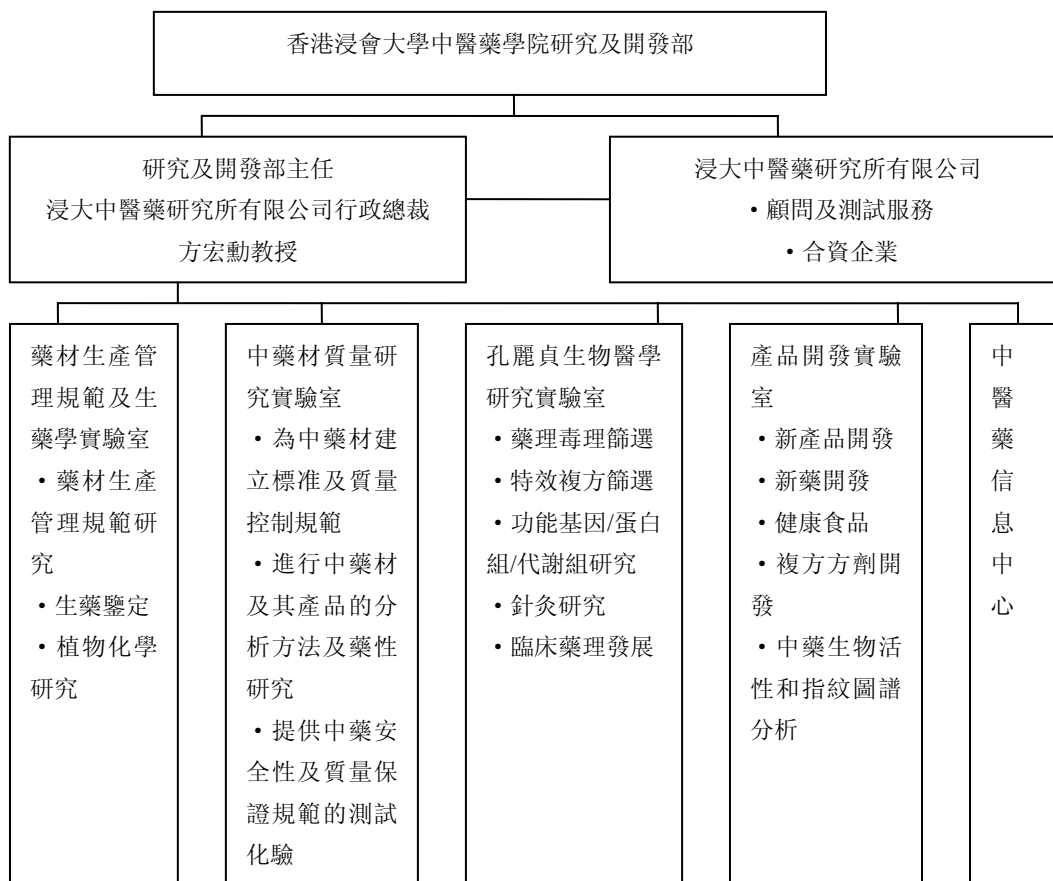 香港浸會大學中醫藥學院研究及開發部
研究及開發部主任
浸大中醫藥研究所有限公司行政總裁
方宏勳教授
浸大中醫藥研究所有限公司
•顧問及測試服務
•合資企業
藥材生產管
理規範及生
藥學實驗室
•藥材生產
管理規範研
究
•生藥鑒定
•植物化學
研究
中藥材質量研
究實驗室
•為中藥材建
立標准及質量
控制規範
•進行中藥材
及其產品的分
析方法及藥性
研究
•提供中藥安
全性及質量保
證規範的測試
化驗
孔麗貞生物醫學
研究實驗室
•藥理毒理篩選
•特效複方篩選
•功能基因/蛋白
組/代謝組研究
•針灸研究
•臨床藥理發展
產品開發實驗
室
•新產品開發
•新藥開發
•健康食品
•複方方劑開
發
•中藥生物活
性和指紋圖譜
分析
中
醫
藥
信
息
中
心